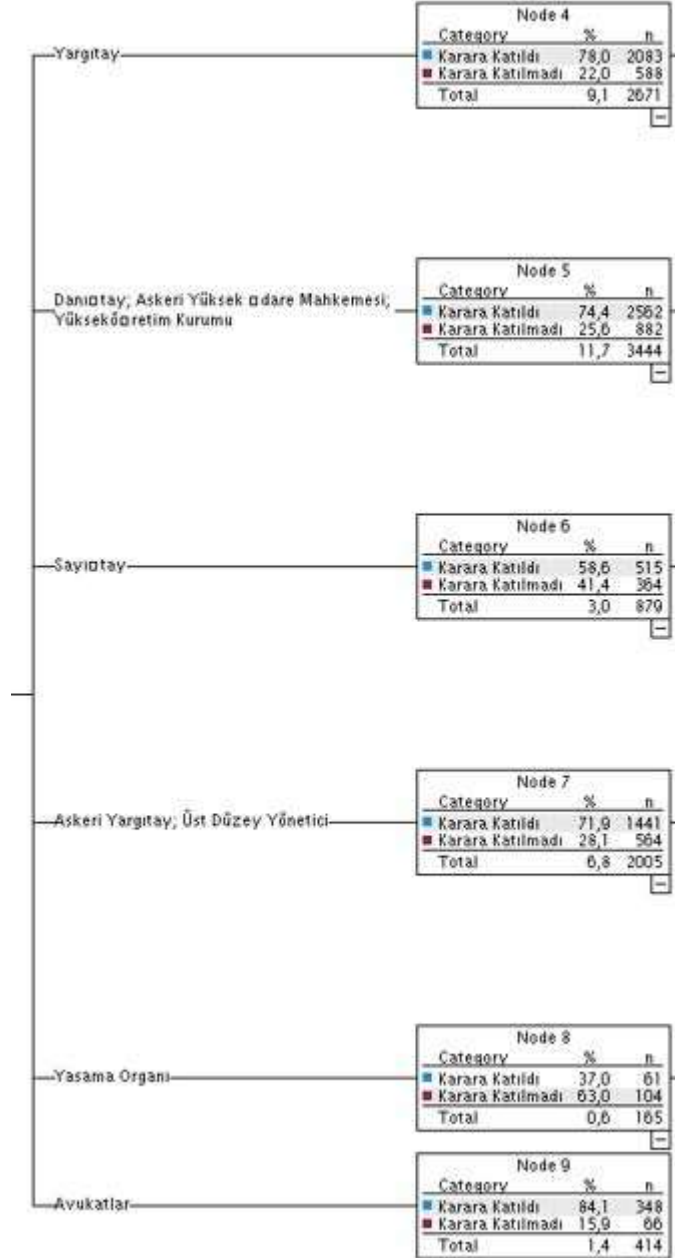 Yargıtay
Node 4
Category % n
Karara Katıldı 78,0 2083
Karara Katılmadı 22,0 588
Total 9,1 2671
Danı¤tay; Askeri Yüksek ¤dare Mahkemesi;
Yükseköğretim Kurumu
Node 5
Category % n
Karara Katıldı 74,4 2562
Karara Katılmadı 25,6 882
Total 11,7 3444
Sayı¤tay
Node 6
Category % n
Karara Katıldı 58,6 515
Karara Katılmadı 41,4 364
Total 3,0 879
Askeri Yargıtay; Üst Düzey Yönetici
Node 7
Category % n
Karara Katıldı 71,9 1441
Karara Katılmadı 28,1 564
Total 6,8 2005
Yasama Organı
Node 8
Category % n
Karara Katıldı 37,0 61
Karara Katılmadı 63,0 104
Total 0,6 165
Avukatlar
Node 9
Category % n
Karara Katıldı 84,1 348
Karara Katılmadı 15,9 66
Total 1,4 414